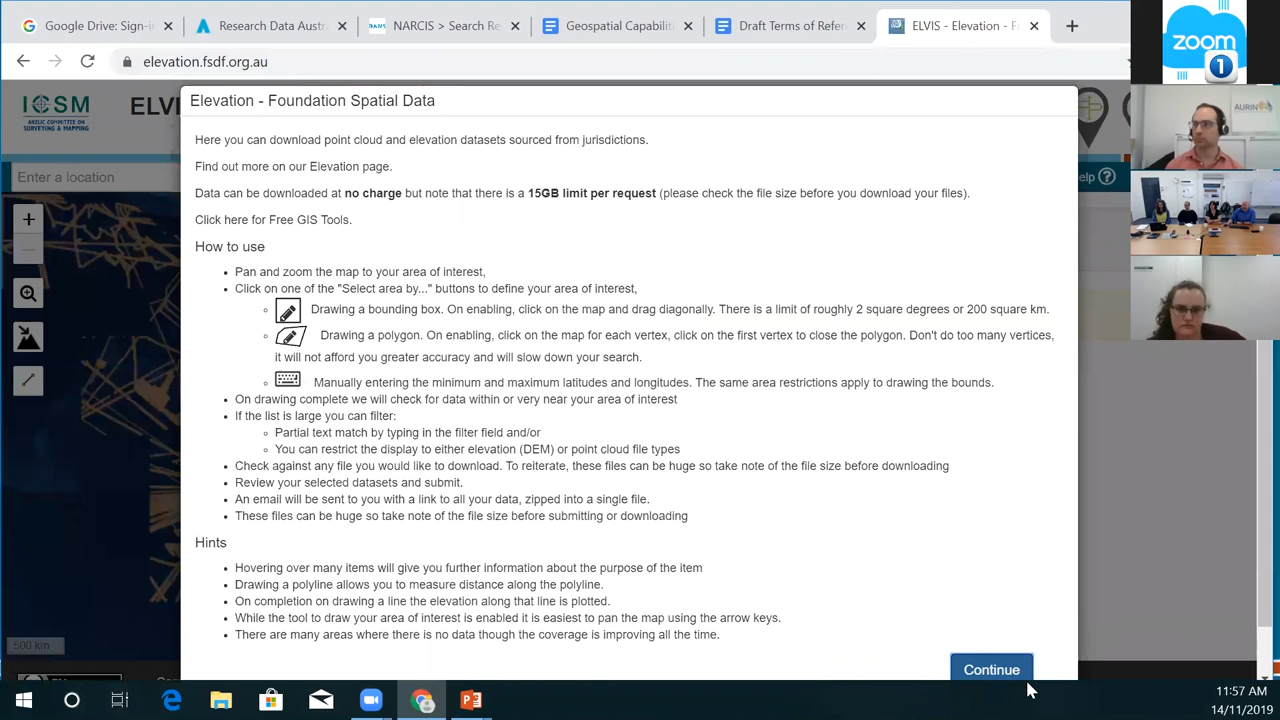 Google Drive: Sign-i
Research Data Austra
NARCIS > Search Re
Geospatial Capabiliti
Draft Terms of Refer
ELVIS - Elevation - F
elevation.fsdf.org.au
zoom
1
ICSM
ANZLIC COMMITTEE ON
SURVEYING & MAPPING
ELVI
AURIN
Enter a location
elp ?
Elevation - Foundation Spatial Data
Here you can download point cloud and elevation datasets sourced from jurisdictions.
Find out more on our Elevation page.
Data can be downloaded at no charge but note that there is a 15GB limit per request (please check the file size before you download your files).
Click here for Free GIS Tools.
How to use
Pan and zoom the map to your area of interest,
Click on one of the "Select area by..." buttons to define your area of interest,
Drawing a bounding box. On enabling, click on the map and drag diagonally. There is a limit of roughly 2 square degrees or 200 square km.
Drawing a polygon. On enabling, click on the map for each vertex, click on the first vertex to close the polygon. Don't do too many vertices,
it will not afford you greater accuracy and will slow down your search.
Manually entering the minimum and maximum latitudes and longitudes. The same area restrictions apply to drawing the bounds.
On drawing complete we will check for data within or very near your area of interest
If the list is large you can filter:
Partial text match by typing in the filter field and/or
You can restrict the display to either elevation (DEM) or point cloud file types
Check against any file you would like to download. To reiterate, these files can be huge so take note of the file size before downloading
Review your selected datasets and submit.
An email will be sent to you with a link to all your data, zipped into a single file.
These files can be huge so take note of the file size before submitting or downloading
Hints
Hovering over many items will give you further information about the purpose of the item
Drawing a polyline allows you to measure distance along the polyline.
On completion on drawing a line the elevation along that line is plotted.
While the tool to draw your area of interest is enabled it is easiest to pan the map using the arrow keys.
There are many areas where there is no data though the coverage is improving all the time.
500 km
Continue
11:57 AM
14/11/2019